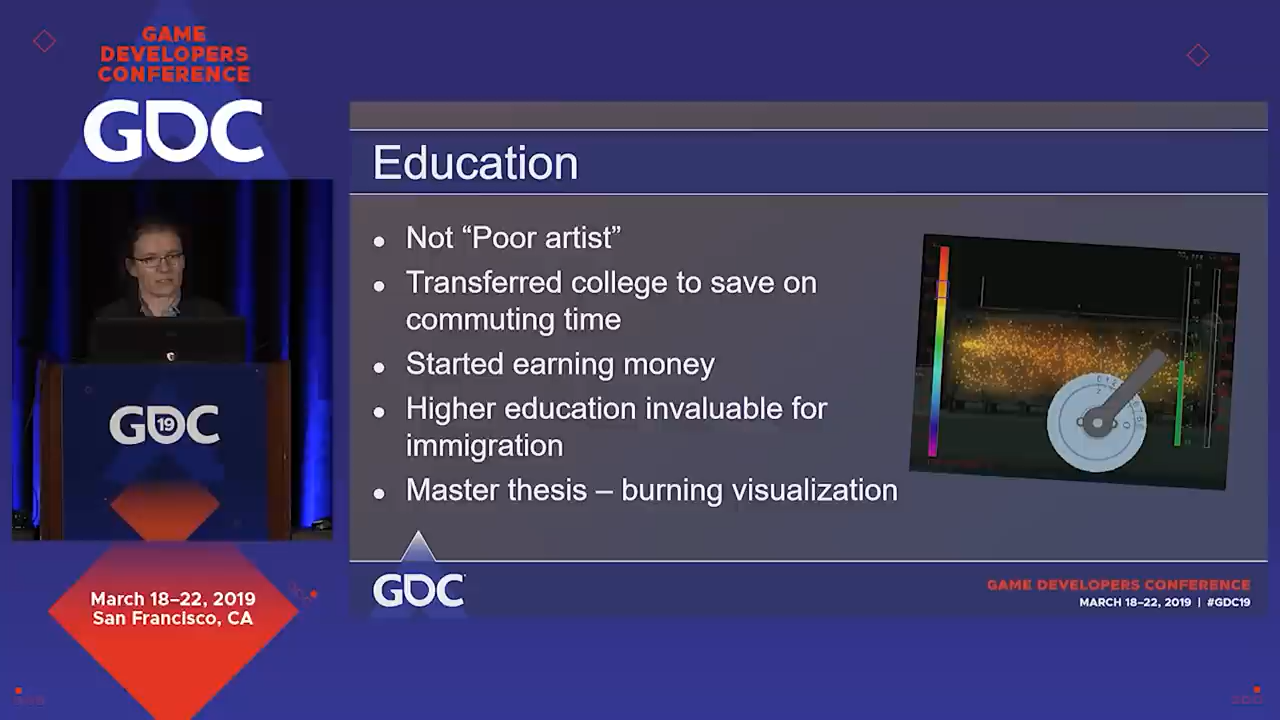 GAME
DEVELOPERS
CONFERENCE
GDC
Education
● Not “Poor artist”
● Transferred college to save on
commuting time
● Started earning money
● Higher education invaluable for
immigration
● Master thesis – burning visualization
GDC
19
March 18–22, 2019
San Francisco, CA
GDC
GAME DEVELOPERS CONFERENCE
MARCH 18–22, 2019 | #GDC19